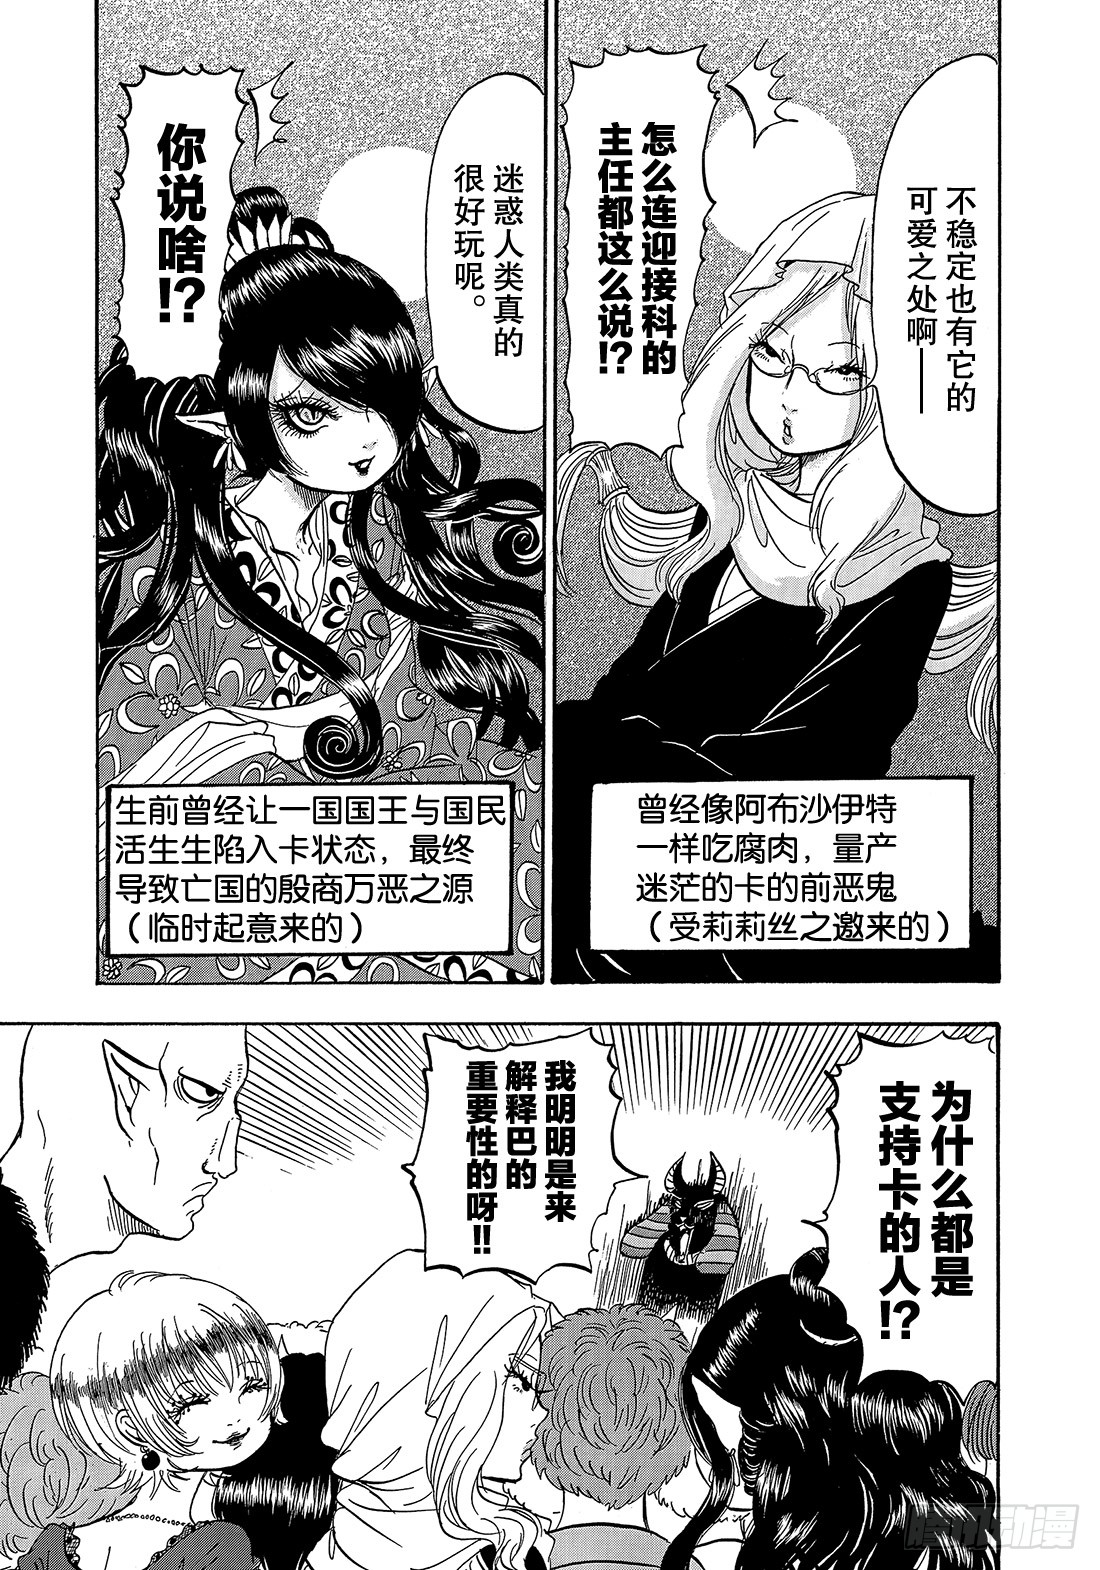 不稳定也有它的
可爱之处啊——
怎么连迎接科的
主任都这么说!?
曾经像阿布沙伊特
一样吃腐肉，量产
迷茫的卡的前恶鬼
（受莉莉丝之邀来的）
迷惑人类真的
很好玩呢。
你说啥!?
生前曾经让一国国王与国民
活生生陷入卡状态，最终
导致亡国的殷商万恶之源
（临时起意来的）
为什么都是
支持卡的人!?
我明明是来
解释巴的
重要性的呀!!
腾讯动漫